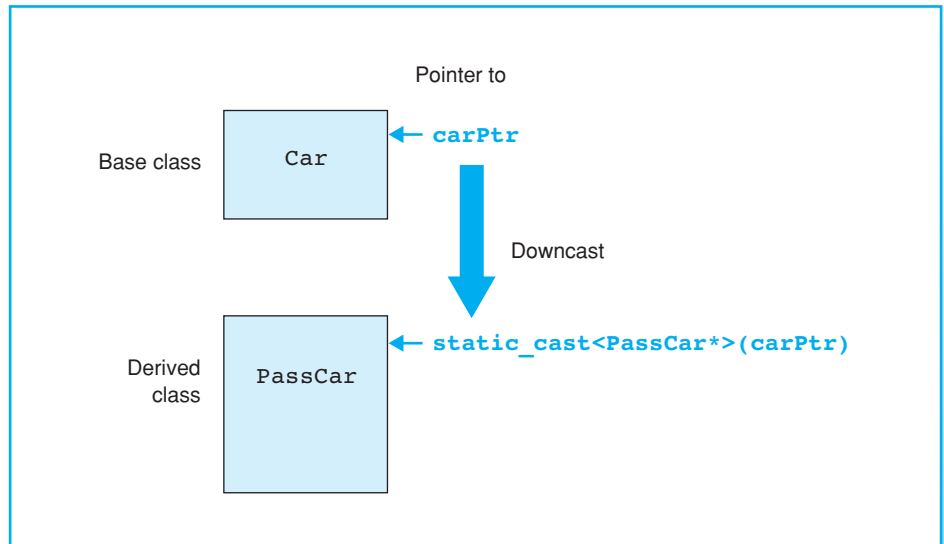 Pointer to
carPtr
Base class
Car
Downcast
static_cast<PassCar*>(carPtr)
Derived
class
PassCar